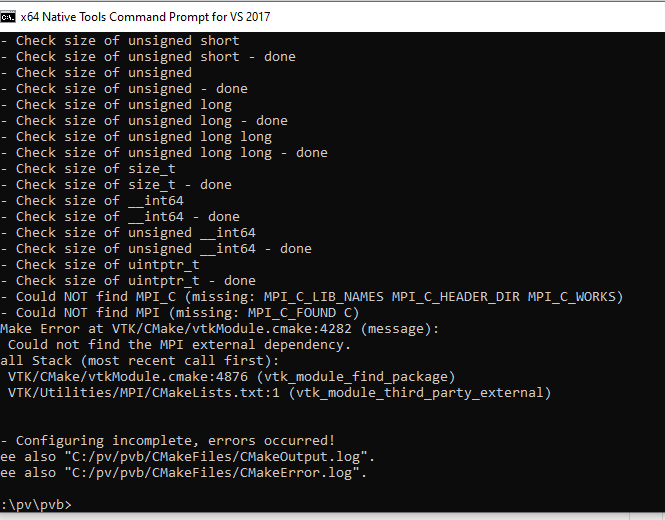 x64 Native Tools Command Prompt for VS 2017
- Check size of unsigned short
- Check size of unsigned short - done
- Check size of unsigned
- Check size of unsigned - done
- Check size of unsigned long
- Check size of unsigned long - done
- Check size of unsigned long long
- Check size of unsigned long long - done
- Check size of size_t
- Check size of size_t - done
- Check size of __int64
- Check size of __int64 - done
- Check size of unsigned __int64
- Check size of unsigned __int64 - done
- Check size of uintptr_t
- Check size of uintptr_t - done
- Could NOT find MPI_C (missing: MPI_C_LIB_NAMES MPI_C_HEADER_DIR MPI_C_WORKS)
- Could NOT find MPI (missing: MPI_C_FOUND C)
Make Error at VTK/CMake/vtkModule.cmake:4282 (message):
Could not find the MPI external dependency.
all Stack (most recent call first):
VTK/CMake/vtkModule.cmake:4876 (vtk_module_find_package)
VTK/Utilities/MPI/CMakeLists.txt:1 (vtk_module_third_party_external)
- Configuring incomplete, errors occurred!
ee also "C:/pv/pvb/CMakeFiles/CMakeOutput.log".
ee also "C:/pv/pvb/CMakeFiles/CMakeError.log".
:\pv\pvb>